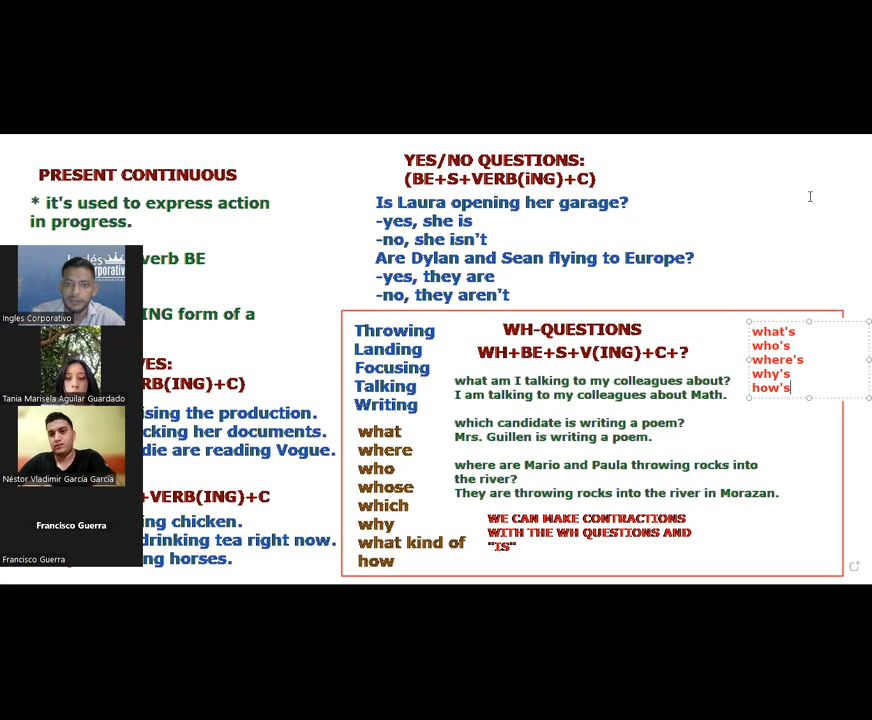 PRESENT CONTINUOUS
* it's used to express action
in progress.
verb BE
ING form of a
VES:
RB(ING)+C)
ising the production.
cking her documents.
die are reading Vogue.
+VERB(ING)+C
ing chicken.
drinking tea right now.
ng horses.
Inglés
Corporativo
Ingles Corporativo
Tania Marisela Aguilar Guardado
Néstor Vladimir García García
Francisco Guerra
Francisco Guerra
YES/NO QUESTIONS:
(BE+S+VERB(iNG)+C)
Is Laura opening her garage?
-yes, she is
-no, she isn't
Are Dylan and Sean flying to Europe?
-yes, they are
-no, they aren't
Throwing
Landing
Focusing
Talking
Writing
what
where
who
whose
which
why
what kind of
how
WH-QUESTIONS
WH+BE+S+V(ING)+C+?
what am I talking to my colleagues about?
I am talking to my colleagues about Math.
which candidate is writing a poem?
Mrs. Guillen is writing a poem.
where are Mario and Paula throwing rocks into
the river?
They are throwing rocks into the river in Morazan.
WE CAN MAKE CONTRACTIONS
WITH THE WH QUESTIONS AND
"IS"
what's
who's
where's
why's
how's